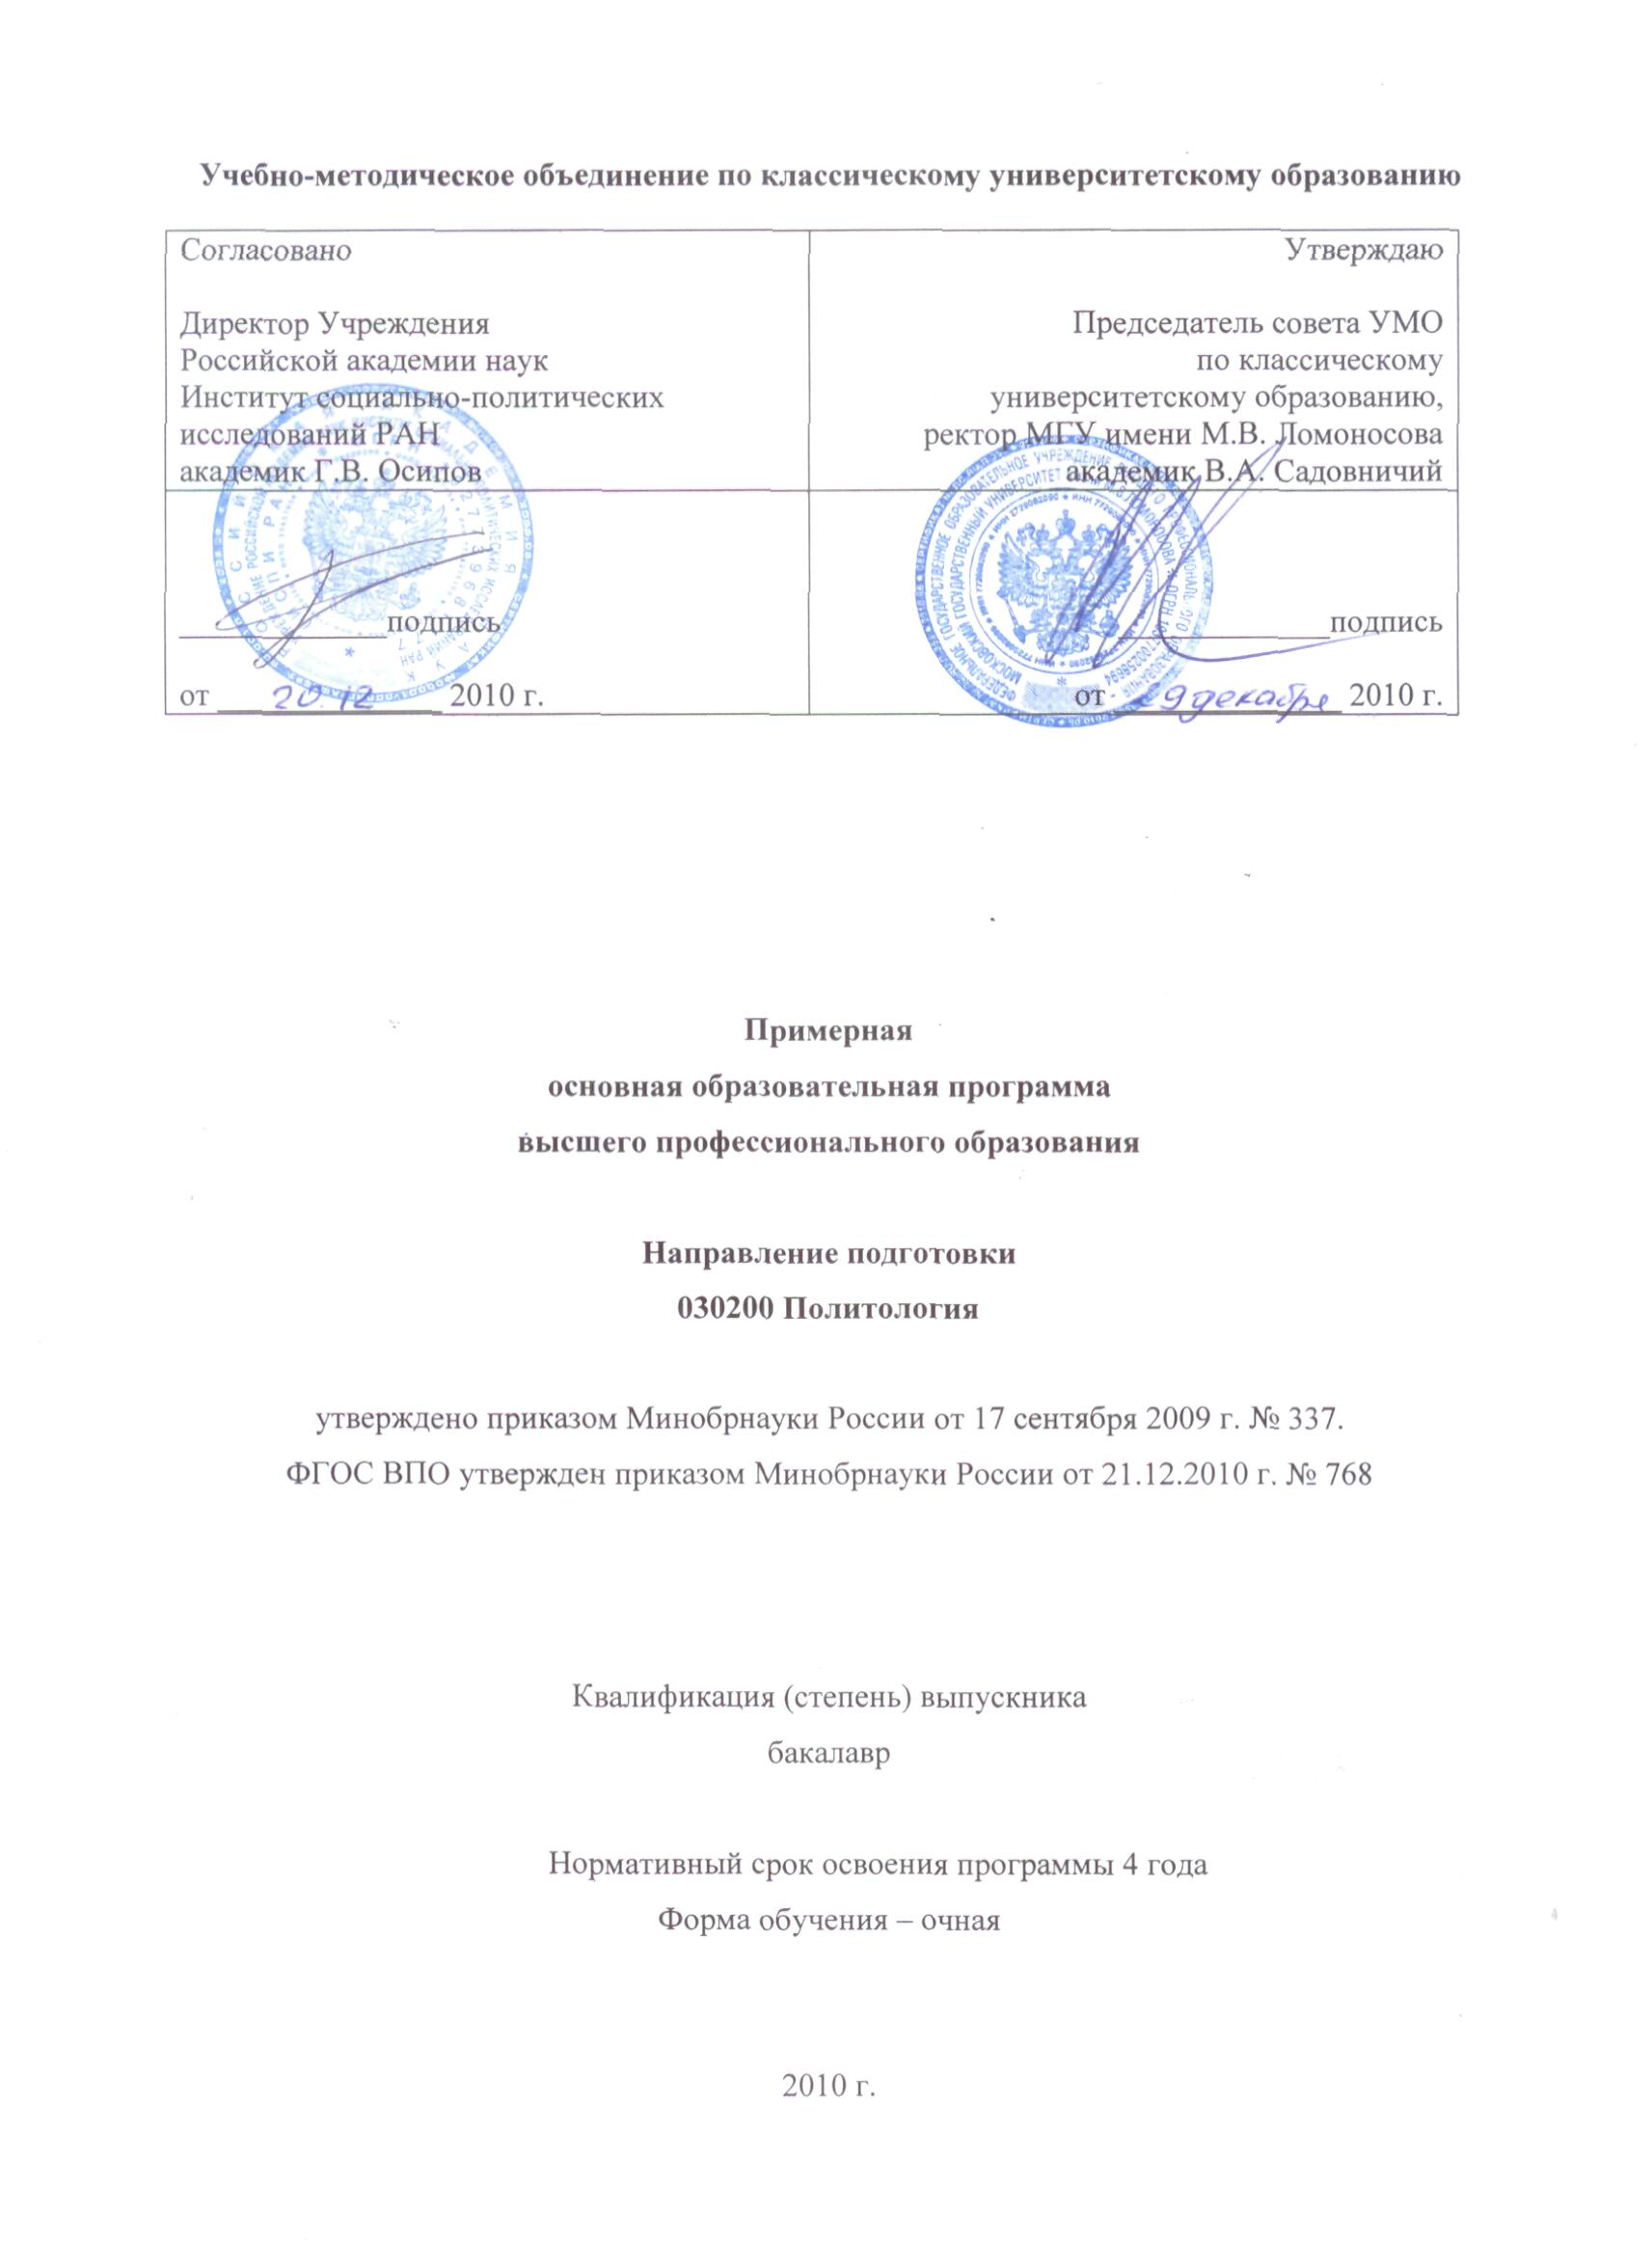 Учебно-методическое объединение по классическому университетскому образованию
Согласовано
Директор Учреждения
Российской академии наук
Институт социально-политических
исследований РАН
академик Г.В. Осипов
подпись
от 20.12 2010 г.
Утверждаю
Председатель совета УМО
по классическому
университетскому образованию,
ректор МГУ имени М.В. Ломоносова
академик В.А. Садовничий
подпись
от 29 декабря 2010 г.
Примерная
основная образовательная программа
высшего профессионального образования
Направление подготовки
030200 Политология
утверждено приказом Минобрнауки России от 17 сентября 2009 г. № 337.
ФГОС ВПО утвержден приказом Минобрнауки России от 21.12.2010 г. № 768
Квалификация (степень) выпускника
бакалавр
Нормативный срок освоения программы 4 года
Форма обучения – очная
2010 г.